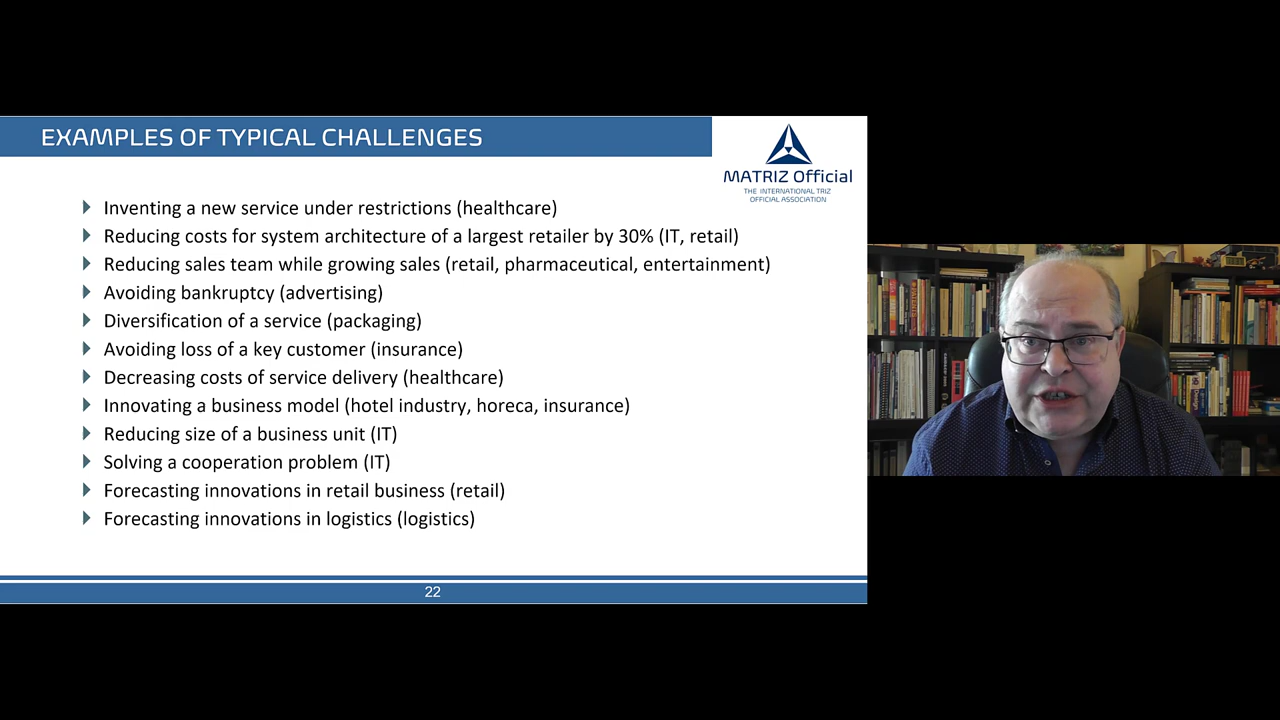 EXAMPLES OF TYPICAL CHALLENGES
MATRIZ Official
THE INTERNATIONAL TRIZ
OFFICIAL ASSOCIATION
Inventing a new service under restrictions (healthcare)
Reducing costs for system architecture of a largest retailer by 30% (IT, retail)
Reducing sales team while growing sales (retail, pharmaceutical, entertainment)
Avoiding bankruptcy (advertising)
Diversification of a service (packaging)
Avoiding loss of a key customer (insurance)
Decreasing costs of service delivery (healthcare)
Innovating a business model (hotel industry, horeca, insurance)
Reducing size of a business unit (IT)
Solving a cooperation problem (IT)
Forecasting innovations in retail business (retail)
Forecasting innovations in logistics (logistics)
22